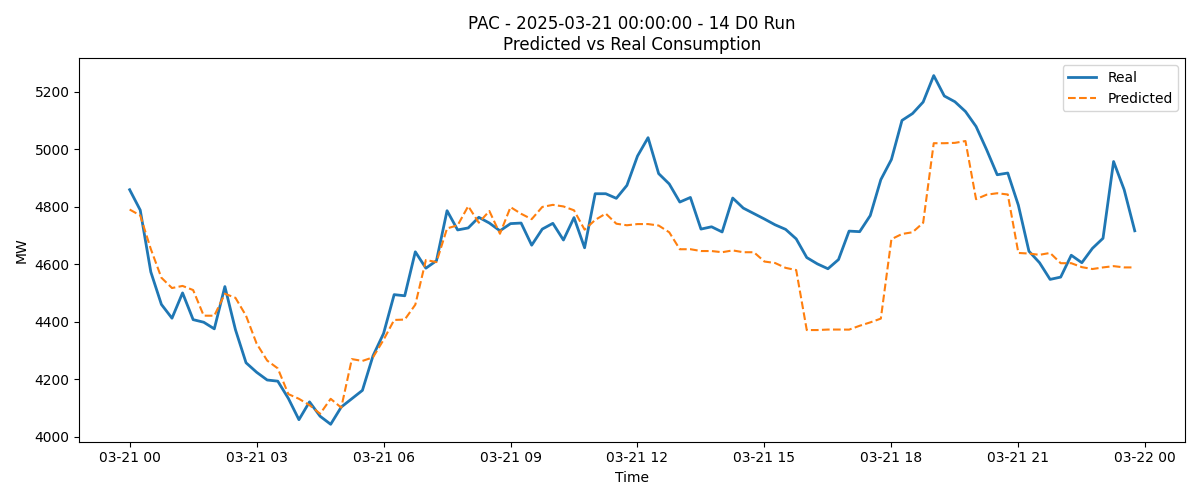 PAC - 2025-03-21 00:00:00 - 14 D0 Run
Predicted vs Real Consumption
MW
5200
5000
4800
4600
4400
4200
4000
Real
Predicted
03-21 00
03-21 03
03-21 06
03-21 09
03-21 12
03-21 15
03-21 18
03-21 21
03-22 00
Time